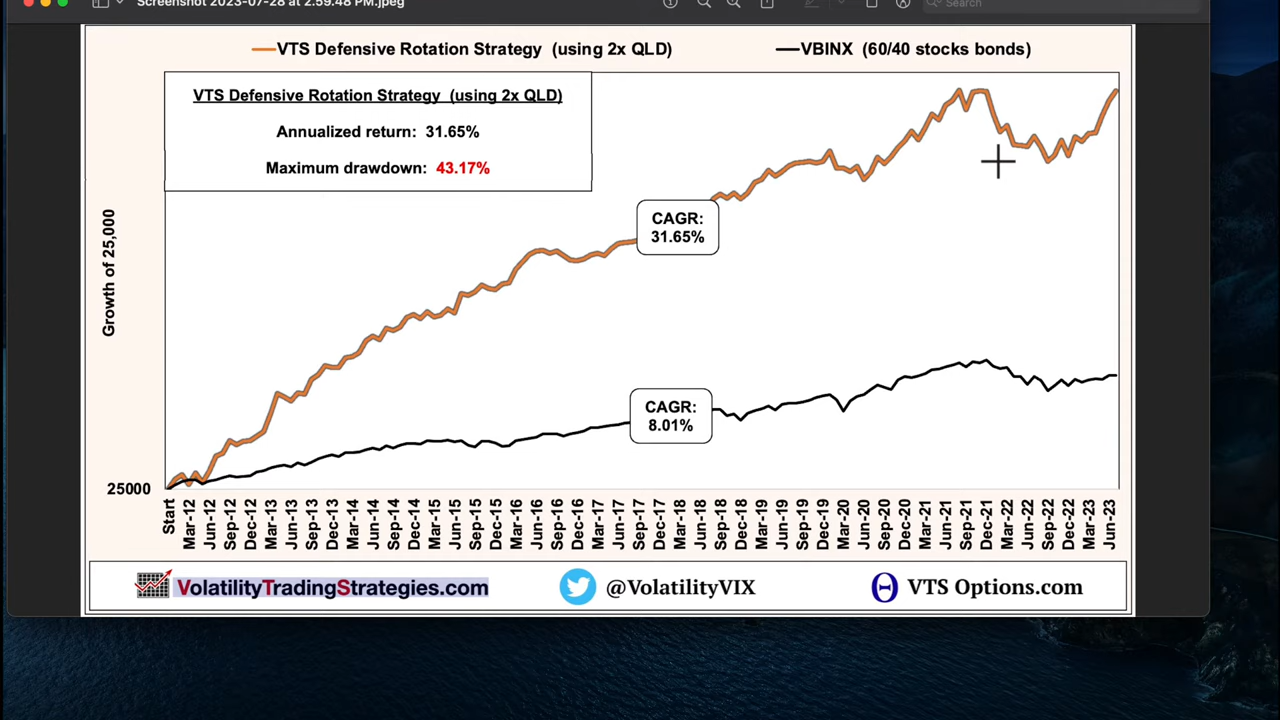 Screenshot 2023-07-28 at 2.59.48 PM.jpeg
Search
VTS Defensive Rotation Strategy (using 2x QLD)
VBINX (60/40 stocks bonds)
VTS Defensive Rotation Strategy (using 2x QLD)
Annualized return: 31.65%
Maximum drawdown: 43.17%
CAGR:
31.65%
Growth of 25,000
CAGR:
8.01%
25000
Start
Mar-12
Jun-12
Sep-12
Dec-12
Mar-13
Jun-13
Sep-13
Dec-13
Mar-14
Jun-14
Sep-14
Dec-14
Mar-15
Jun-15
Sep-15
Dec-15
Mar-16
Jun-16
Sep-16
Dec-16
Mar-17
Jun-17
Sep-17
Dec-17
Mar-18
Jun-18
Sep-18
Dec-18
Mar-19
Jun-19
Sep-19
Dec-19
Mar-20
Jun-20
Sep-20
Dec-20
Mar-21
Jun-21
Sep-21
Dec-21
Mar-22
Jun-22
Sep-22
Dec-22
Mar-23
Jun-23
VolatilityTradingStrategies.com
@VolatilityVIX
VTS Options.com